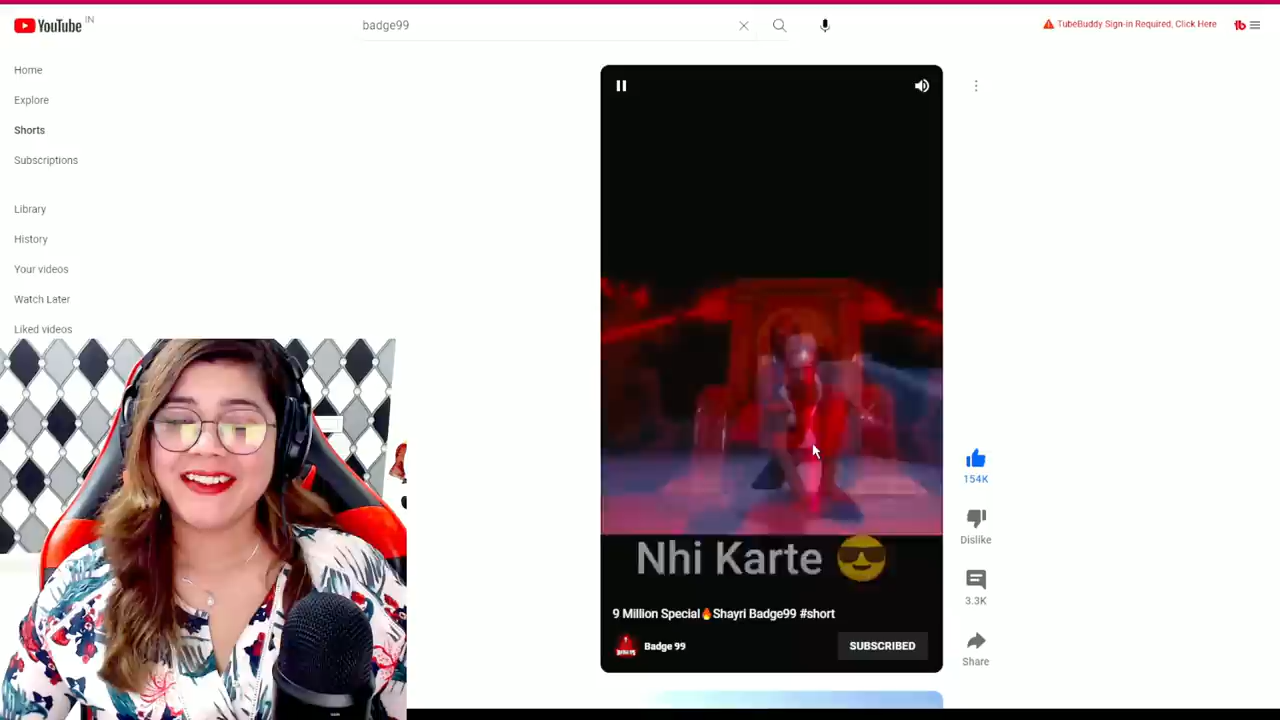 YouTube IN
badge99
TubeBuddy Sign-in Required, Click Here
tb
Home
Explore
Shorts
Subscriptions
Library
History
Your videos
Watch Later
Liked videos
Nhi Karte 😎
9 Million Special🔥Shayri Badge99 #short
Badge 99
SUBSCRIBED
154K
Dislike
3.3K
Share